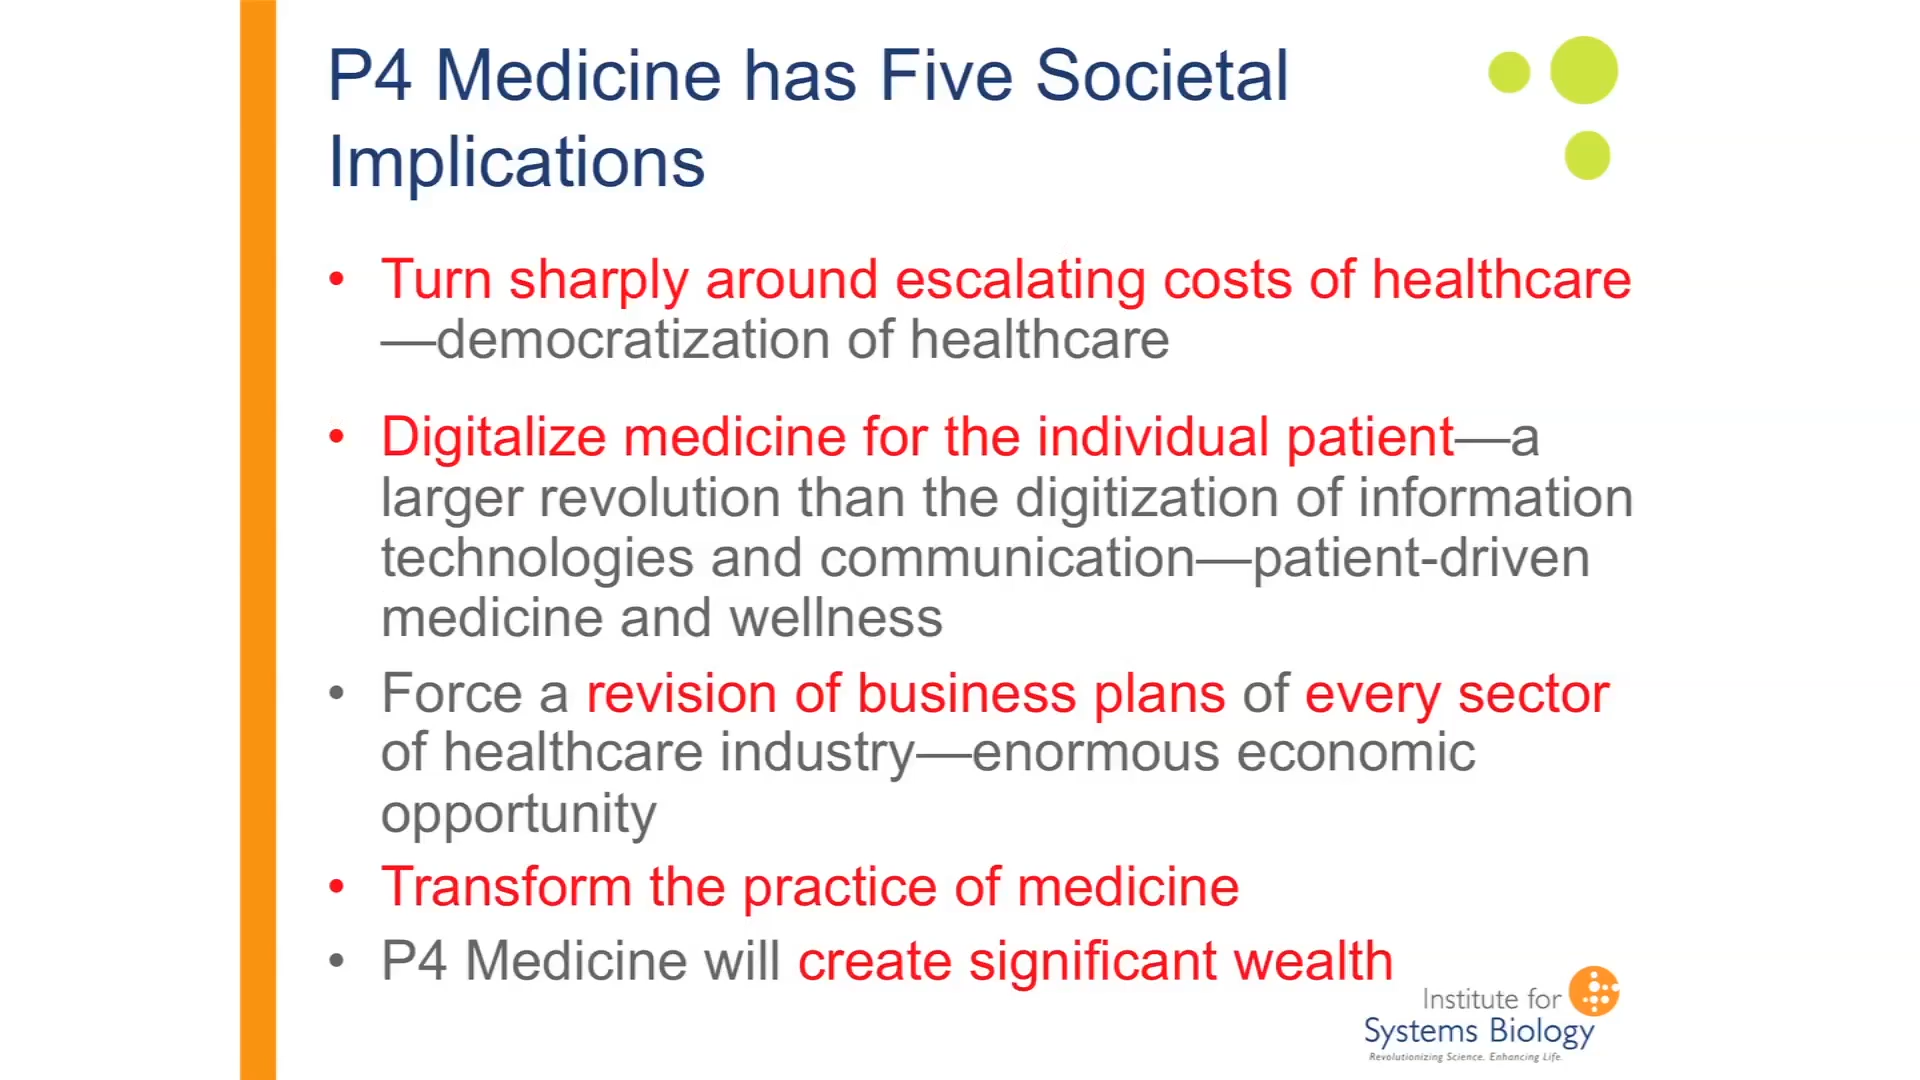 P4 Medicine has Five Societal
Implications
• Turn sharply around escalating costs of healthcare
—democratization of healthcare
• Digitalize medicine for the individual patient—a
larger revolution than the digitization of information
technologies and communication—patient-driven
medicine and wellness
• Force a revision of business plans of every sector
of healthcare industry—enormous economic
opportunity
• Transform the practice of medicine
• P4 Medicine will create significant wealth
Institute for
Systems Biology
Revolutionizing Science. Enhancing Life.